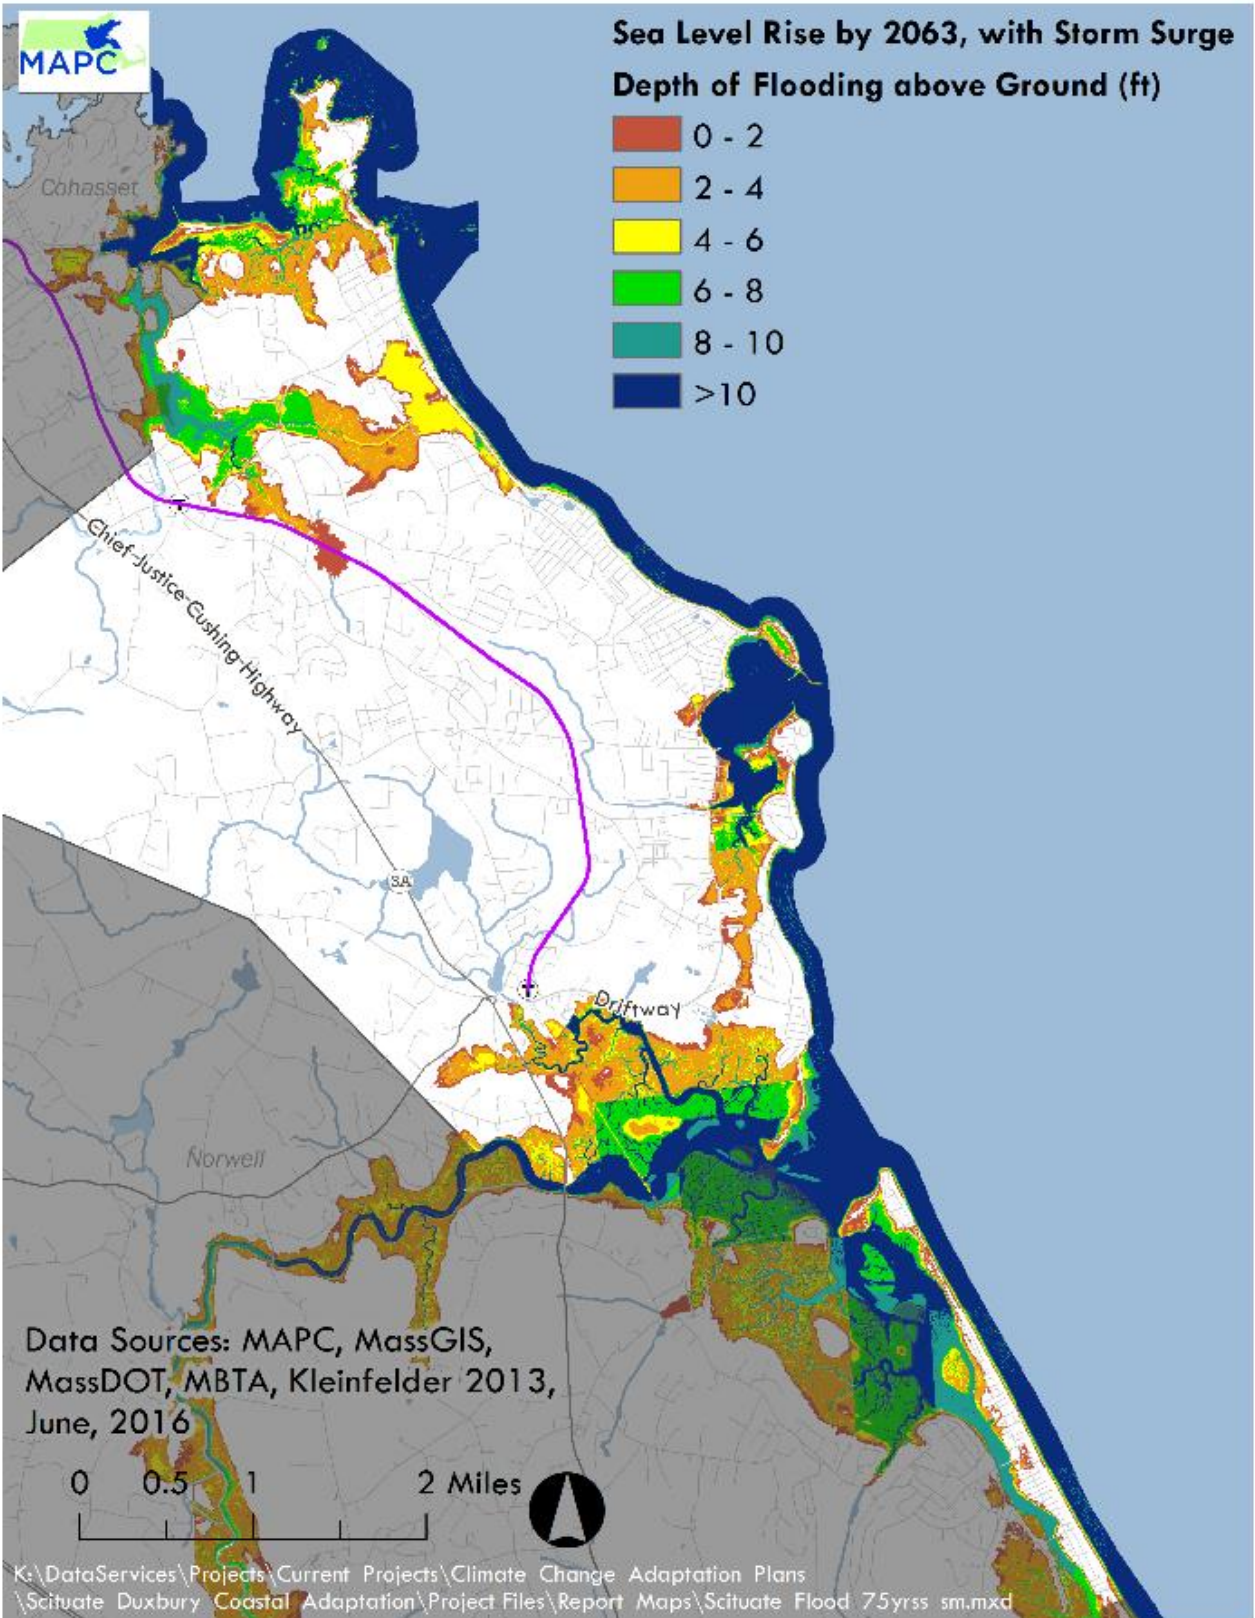 MAPC
Sea Level Rise by 2063, with Storm Surge
Depth of Flooding above Ground (ft)
0 - 2
2 - 4
4 - 6
6 - 8
8 - 10
>10
Cohasset
Chief-Justice-Cushing-Highway
3A
Driftway
Norwell
Data Sources: MAPC, MassGIS,
MassDOT, MBTA, Kleinfelder 2013,
June, 2016
0 0.5 1 2 Miles
K:\DataServices\Projects\Current Projects\Climate Change Adaptation Plans
\Scituate Duxbury Coastal Adaptation\Project Files\Report Maps\Scituate Flood 75yrss sm.mxd